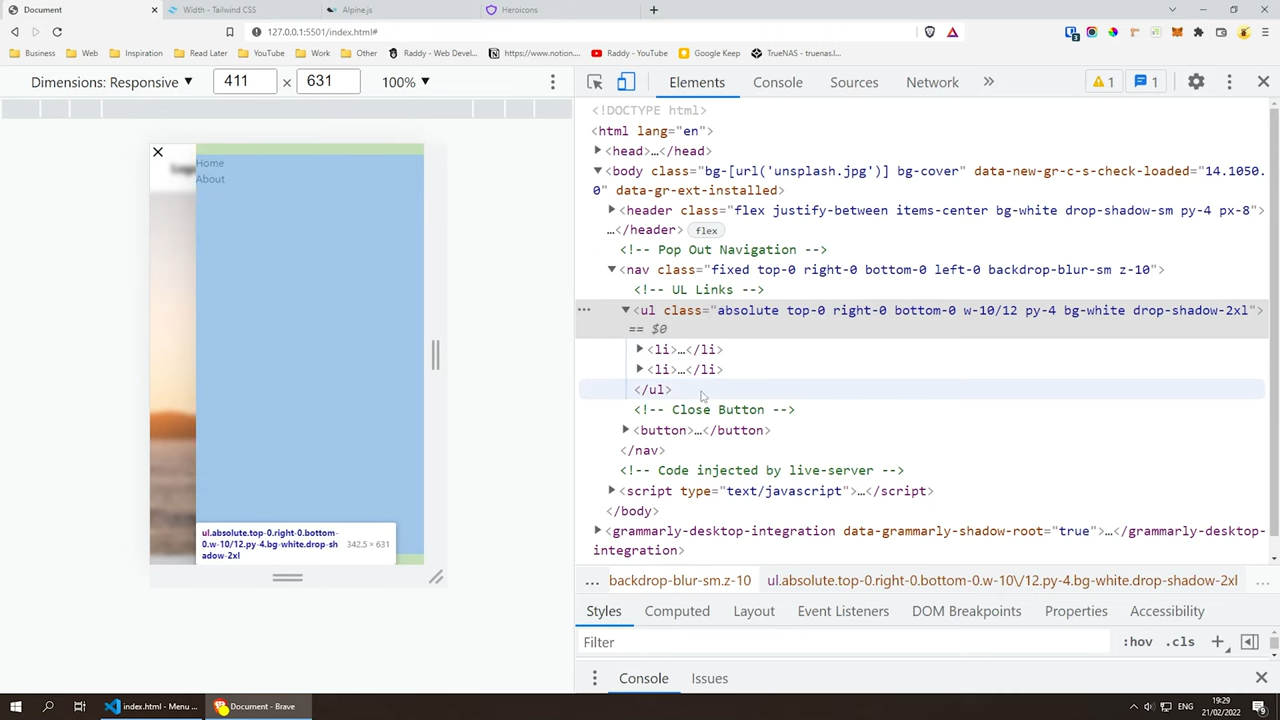 Document
Width - Tailwind CSS
Alpine.js
Heroicons
127.0.0.1:5501/index.html#
Business
Web
Inspiration
Read Later
YouTube
Work
Other
Raddy - Web Devel...
https://www.notion...
Raddy - YouTube
Google Keep
TrueNAS - truenas.l...
Dimensions: Responsive
411
×
631
100%
Elements
Console
Sources
Network
1
1
Home
About
<!DOCTYPE html>
<html lang="en">
<head>…</head>
<body class="bg-[url('unsplash.jpg')] bg-cover" data-new-gr-c-s-check-loaded="14.1050.
0" data-gr-ext-installed>
<header class="flex justify-between items-center bg-white drop-shadow-sm py-4 px-8">
…</header>
flex
<!-- Pop Out Navigation -->
<nav class="fixed top-0 right-0 bottom-0 left-0 backdrop-blur-sm z-10">
<!-- UL Links -->
<ul class="absolute top-0 right-0 bottom-0 w-10/12 py-4 bg-white drop-shadow-2xl">
== $0
<li>…</li>
<li>…</li>
</ul>
<!-- Close Button -->
<button>…</button>
</nav>
<!-- Code injected by live-server -->
<script type="text/javascript">…</script>
</body>
<grammarly-desktop-integration data-grammarly-shadow-root="true">…</grammarly-desktop-
integration>
ul.absolute.top-0.right-0.bottom-
0.w-10/12.py-4.bg-white.drop-sh
adow-2xl
342.5 × 631
...
backdrop-blur-sm.z-10
ul.absolute.top-0.right-0.bottom-0.w-10\/12.py-4.bg-white.drop-shadow-2xl
...
Styles
Computed
Layout
Event Listeners
DOM Breakpoints
Properties
Accessibility
Filter
:hov
.cls
Console
Issues
index.html - Menu ...
Document - Brave
ENG
19:29
21/02/2022